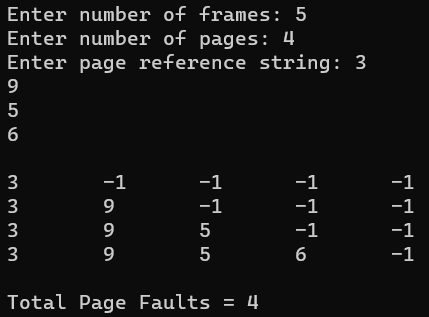 Enter number of frames: 5
Enter number of pages: 4
Enter page reference string: 3
9
5
6
3 -1 -1 -1 -1
3 9 -1 -1 -1
3 9 5 -1 -1
3 9 5 6 -1
Total Page Faults = 4